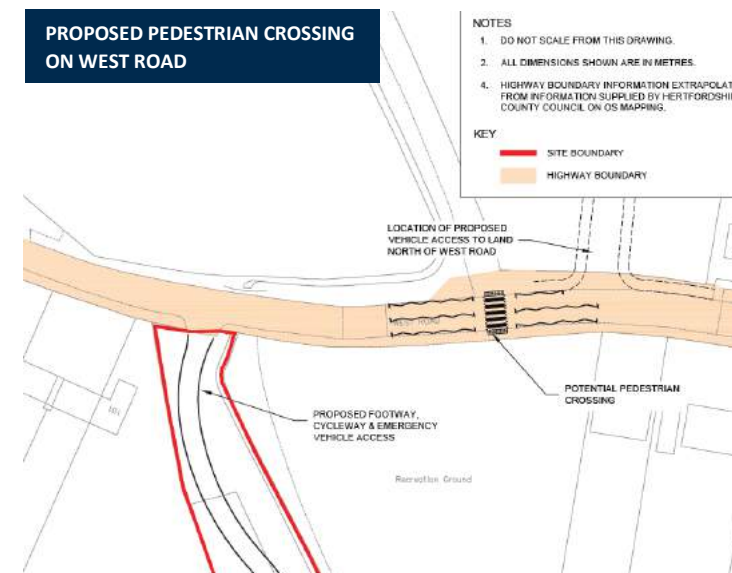 PROPOSED PEDESTRIAN CROSSING
ON WEST ROAD
NOTES
1. DO NOT SCALE FROM THIS DRAWING.
2. ALL DIMENSIONS SHOWN ARE IN METRES.
4. HIGHWAY BOUNDARY INFORMATION EXTRAPOLAT
FROM INFORMATION SUPPLIED BY HERTFORDSHI
COUNTY COUNCIL ON OS MAPPING.
KEY
SITE BOUNDARY
HIGHWAY BOUNDARY
LOCATION OF PROPOSED
VEHICLE ACCESS TO LAND
NORTH OF WEST ROAD
WEST ROAD
POTENTIAL PEDESTRIAN
CROSSING
101
PROPOSED FOOTWAY,
CYCLEWAY & EMERGENCY
VEHICLE ACCESS
Recreation Ground